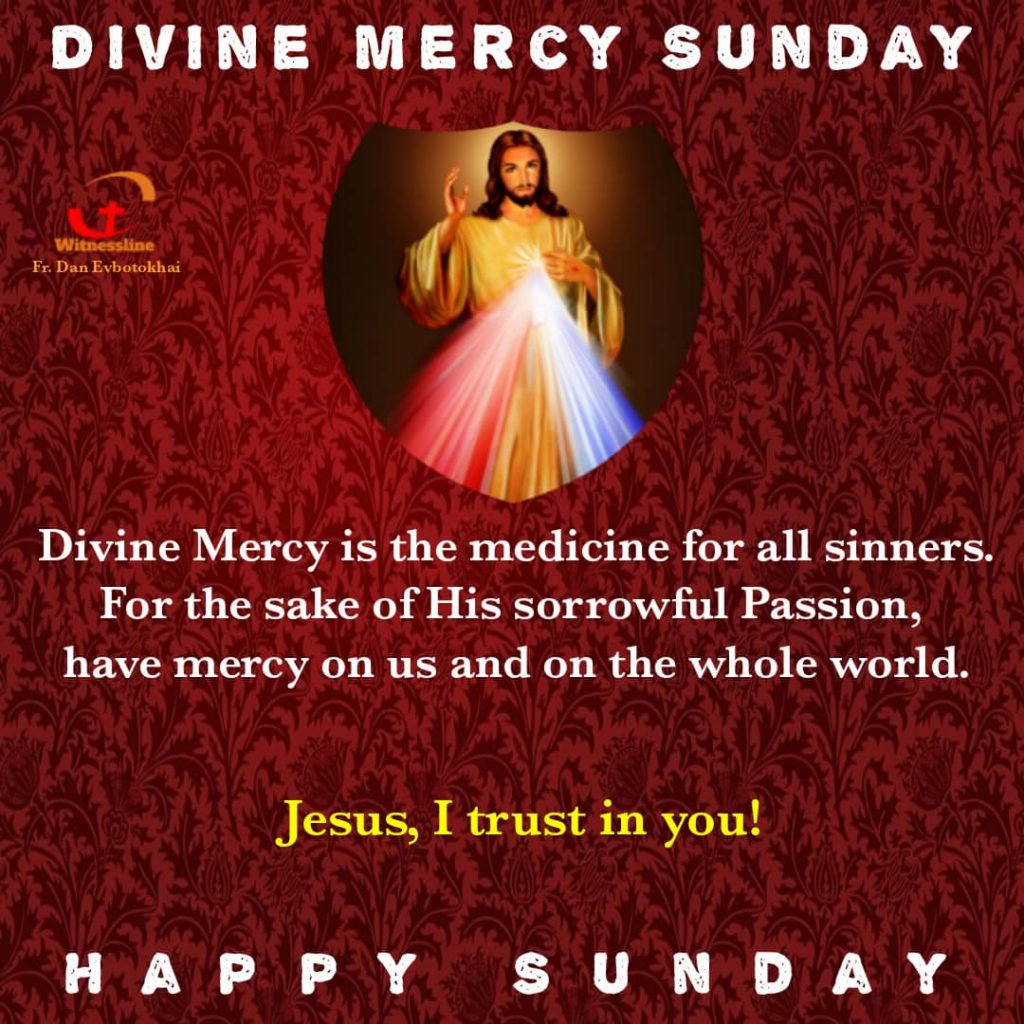 DIVINE MERCY SUNDAY
Witnessline
Fr. Dan Evbotokhai
Divine Mercy is the medicine for all sinners.
For the sake of His sorrowful Passion,
have mercy on us and on the whole world.
Jesus, I trust in you!
HAPPY SUNDAY